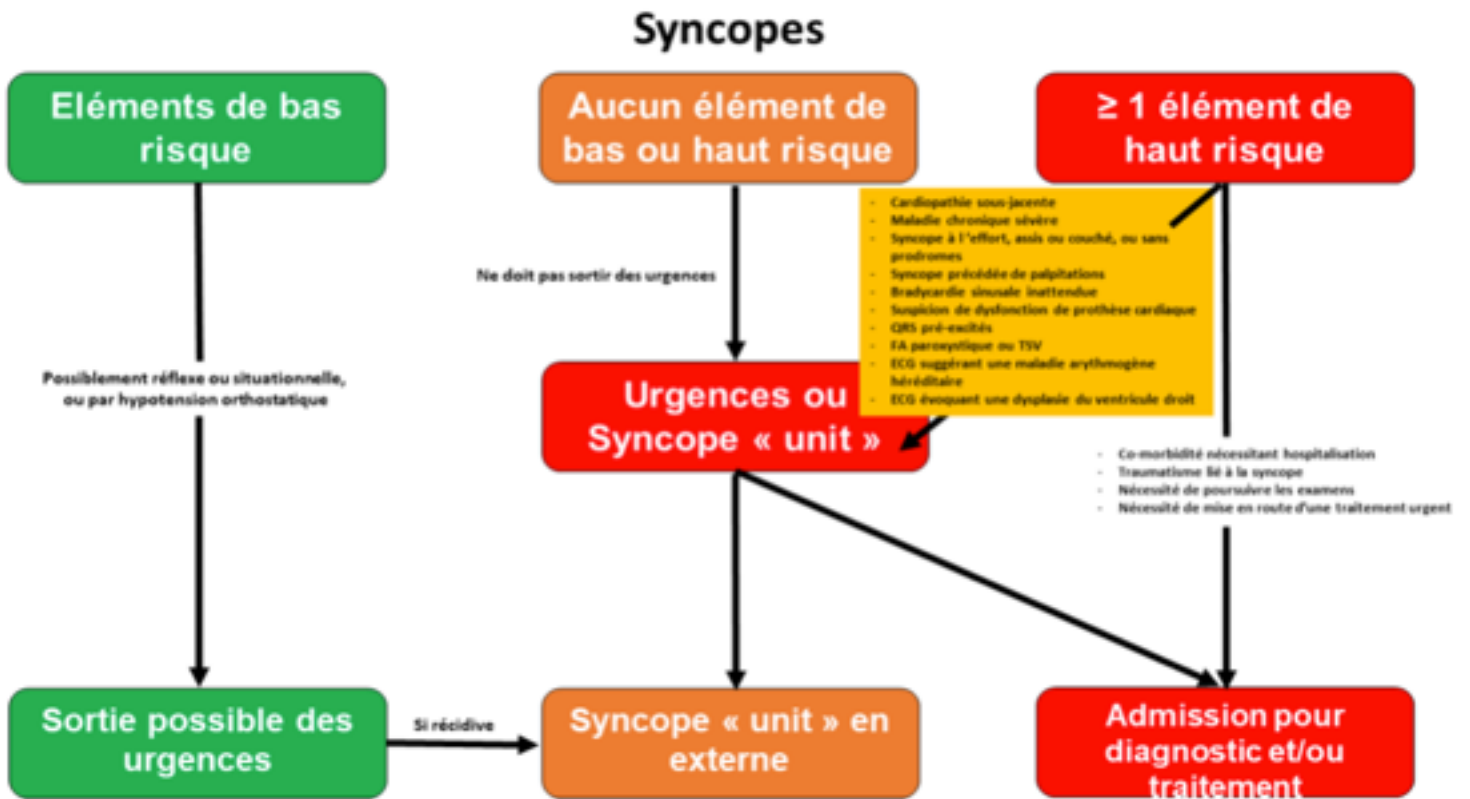 Syncopes
Eléments de bas
risque
Aucun élément de
bas ou haut risque
≥ 1 élément de
haut risque
- Cardiopathie sous-jacente
- Maladie chronique sévère
- Syncope à l'effort, assis ou couché, ou sans
prodromes
- Syncope précédée de palpitations
- Bradycardie sinusale inattendue
- Suspicion de dysfonction de prothèse cardiaque
- QRS pré-excités
- FA paroxystique ou TSV
- ECG suggérant une maladie arythmogène
héréditaire
- ECG évoquant une dysplasie du ventricule droit
Ne doit pas sortir des urgences
Possiblement réflexe ou situationnelle,
ou par hypotension orthostatique
Urgences ou
Syncope « unit »
- Co-morbidité nécessitant hospitalisation
- Traumatisme lié à la syncope
- Nécessité de poursuivre les examens
- Nécessité de mise en route d'une traitement urgent
Sortie possible des
urgences
Si récidive
Syncope « unit » en
externe
Admission pour
diagnostic et/ou
traitement